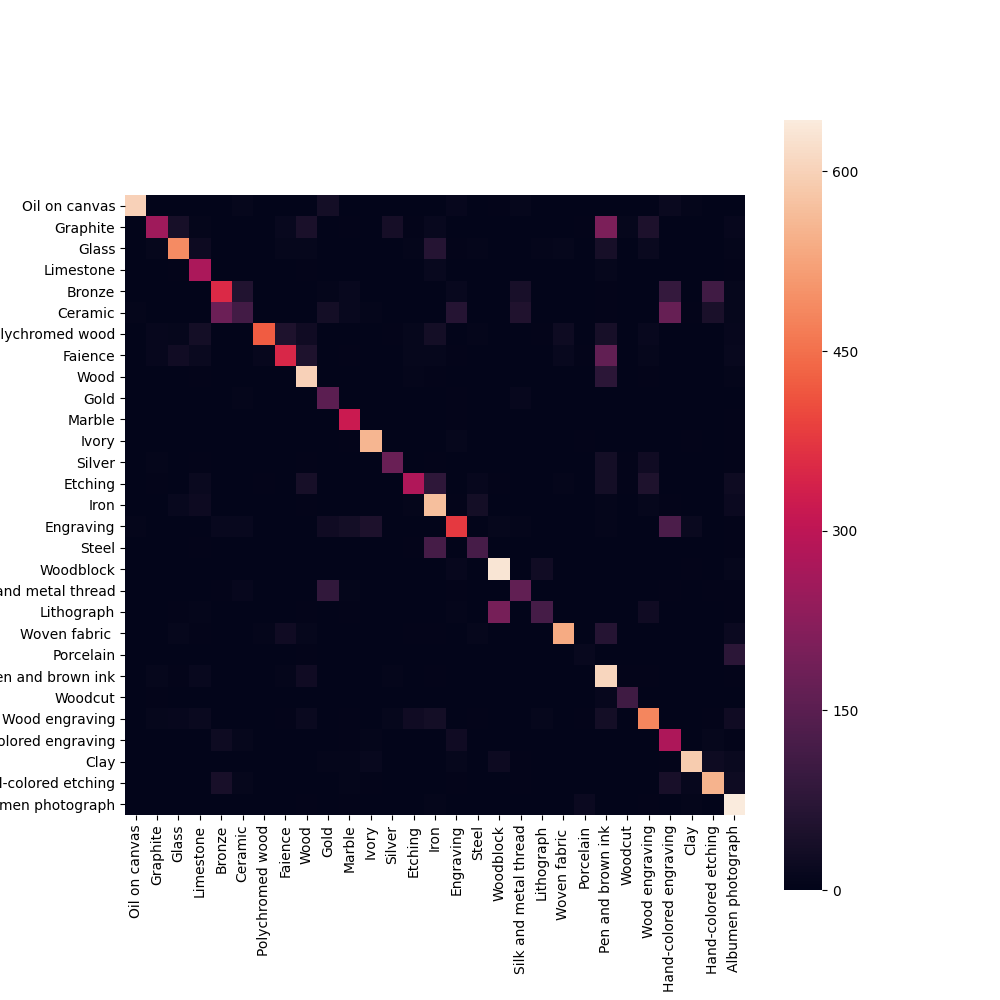 600
Oil on canvas
Graphite
Glass
Limestone
Bronze
Ceramic
lychromed wood
Faience
450
Wood
Gold
Marble
Ivory
Silver
Etching
Iron
Engraving
300
Steel
Woodblock
and metal thread
Lithograph
Woven fabric
Porcelain
en and brown ink
Woodcut
150
Wood engraving
olored engraving
Clay
l-colored etching
men photograph
0
Oil on canvas
Graphite
Glass
Limestone
Bronze
Ceramic
Polychromed wood
Faience
Wood
Gold
Marble
Ivory
Silver
Etching
Iron
Engraving
Steel
Woodblock
Silk and metal thread
Lithograph
Woven fabric
Porcelain
Pen and brown ink
Woodcut
Wood engraving
Hand-colored engraving
Clay
Hand-colored etching
Albumen photograph